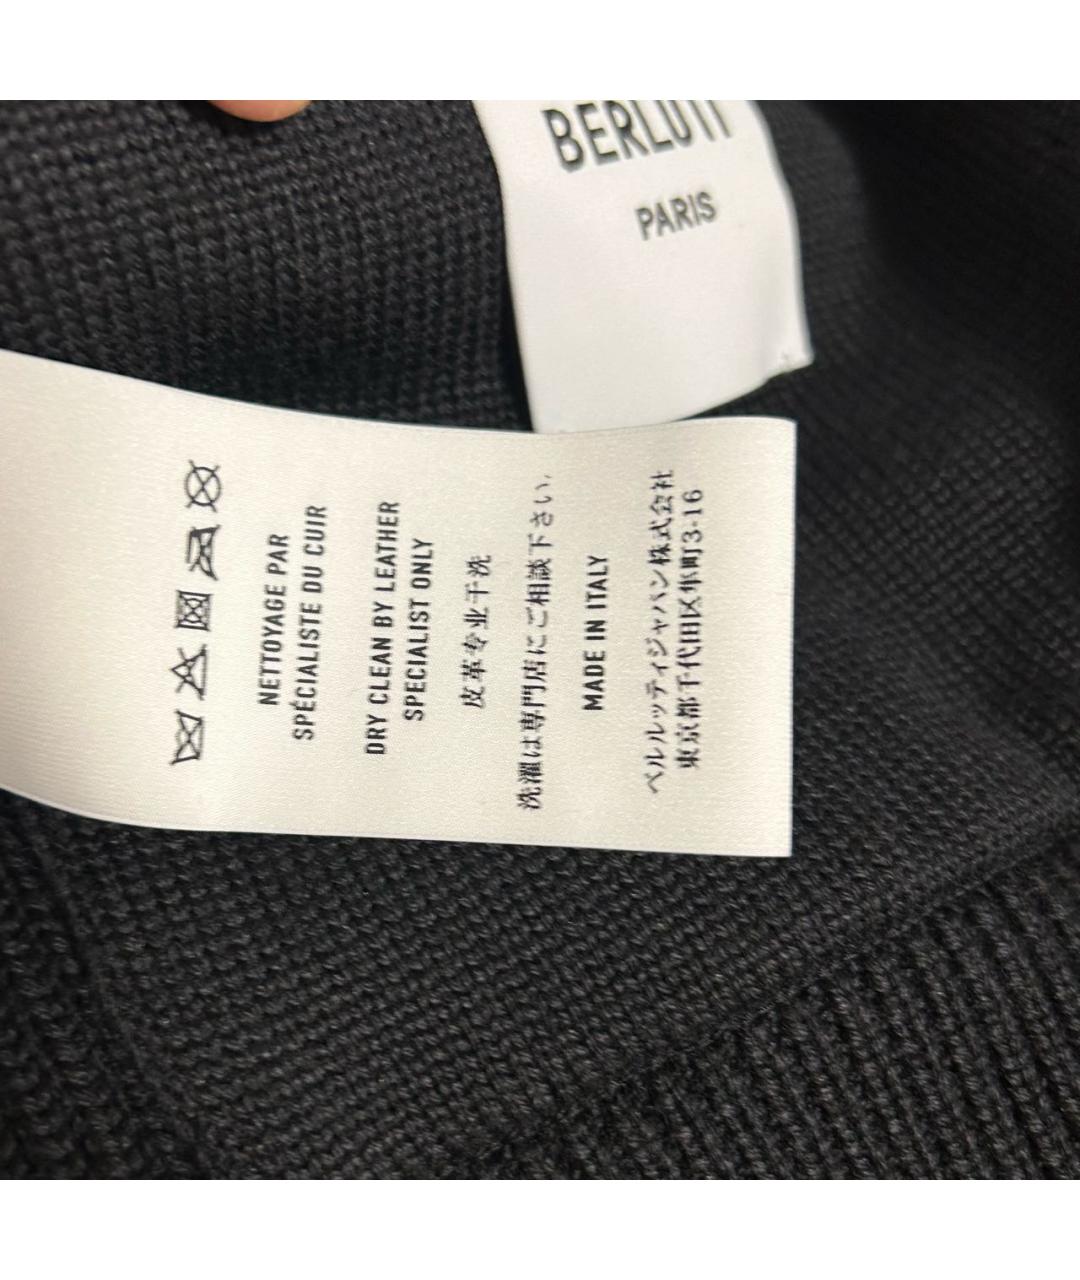 BERLUTI
PARIS
NETTOYAGE PAR
SPÉCIALISTE DU CUIR
DRY CLEAN BY LEATHER
SPECIALIST ONLY
皮革专业干洗
洗濯は専門店にご相談下さい.
MADE IN ITALY
ベルルッティジャパン株式会社
東京都千代田区隼町3-16